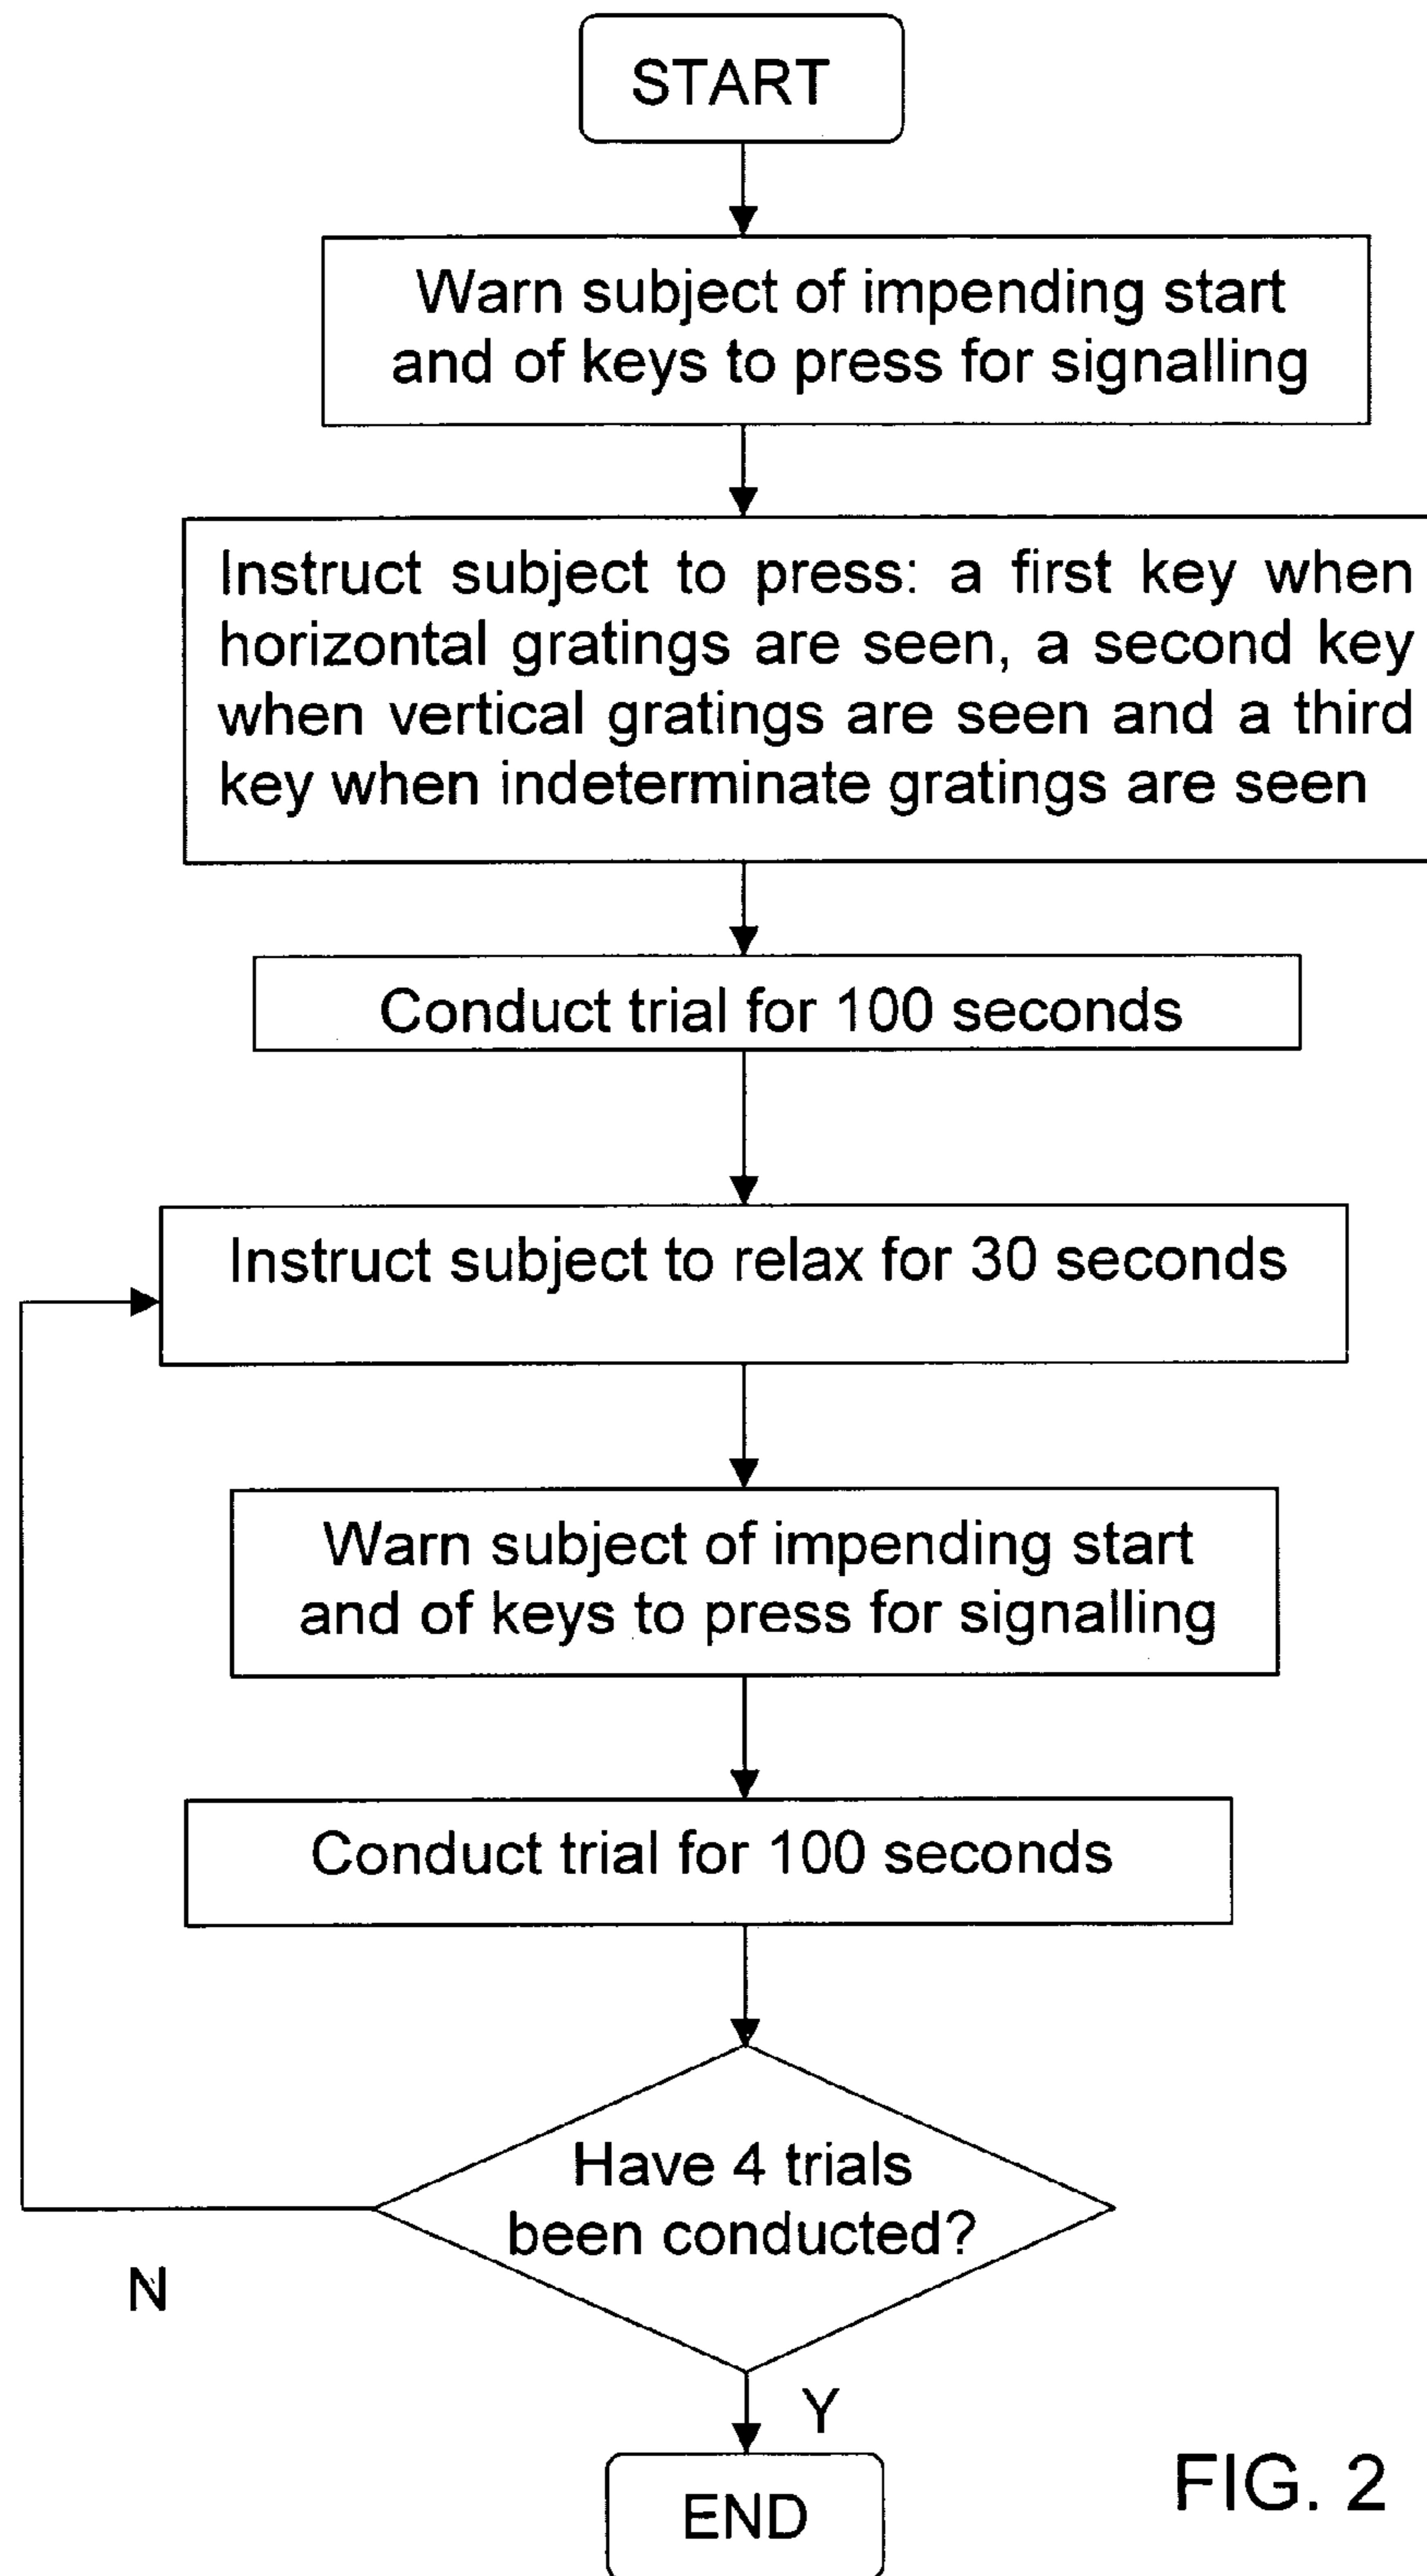 START
Warn subject of impending start
and of keys to press for signalling
Instruct subject to press: a first key when
horizontal gratings are seen, a second key
when vertical gratings are seen and a third
key when indeterminate gratings are seen
Conduct trial for 100 seconds
Instruct subject to relax for 30 seconds
Warn subject of impending start
and of keys to press for signalling
Conduct trial for 100 seconds
Have 4 trials
been conducted?
N
Y
END
FIG. 2